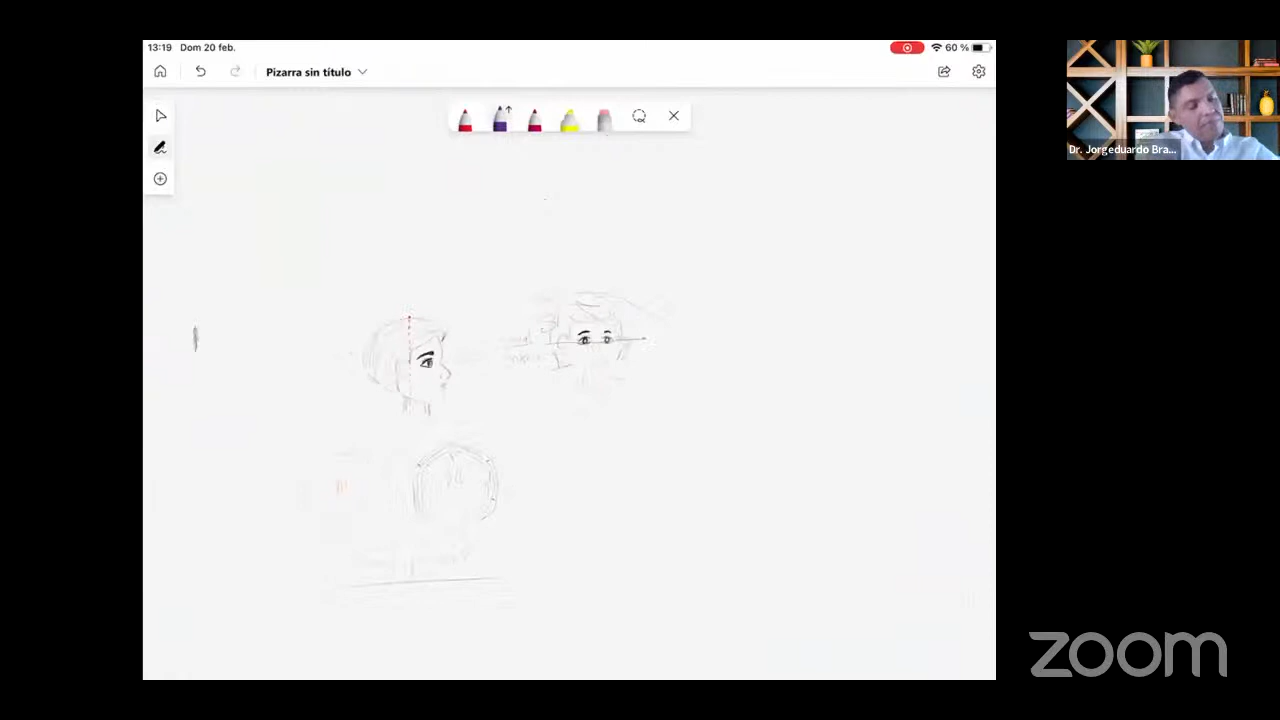 13:19 Dom 20 feb.
60 %
Pizarra sin título
Dr. Jorgeduardo Bra...
zoom